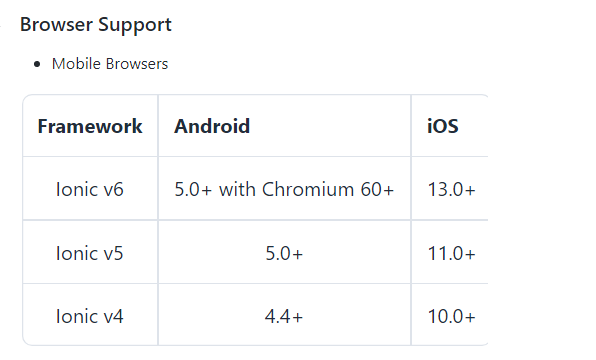 Browser Support
Mobile Browsers
Framework Android iOS
Ionic v6 5.0+ with Chromium 60+ 13.0+
Ionic v5 5.0+ 11.0+
Ionic v4 4.4+ 10.0+